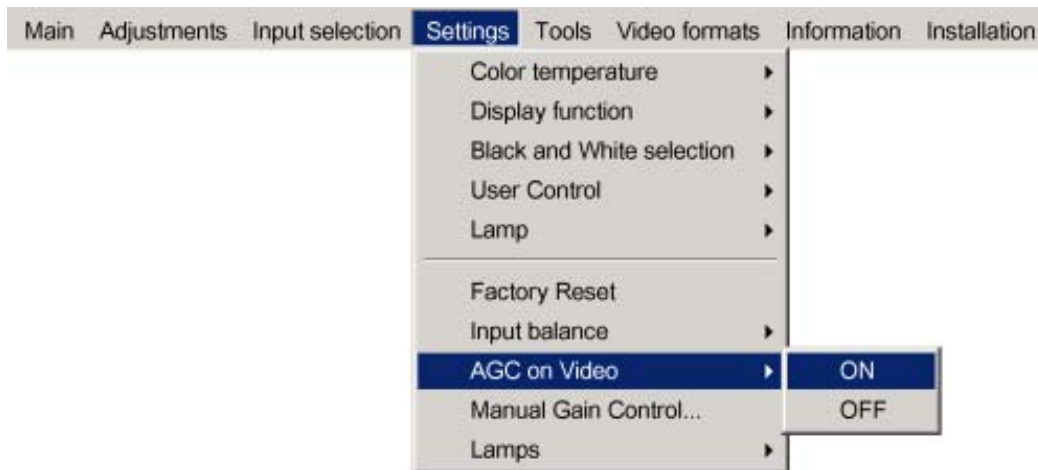 Main Adjustments Input selection Settings Tools Video formats Information Installation
Color temperature
Display function
Black and White selection
User Control
Lamp
Factory Reset
Input balance
AGC on Video ON
Manual Gain Control... OFF
Lamps